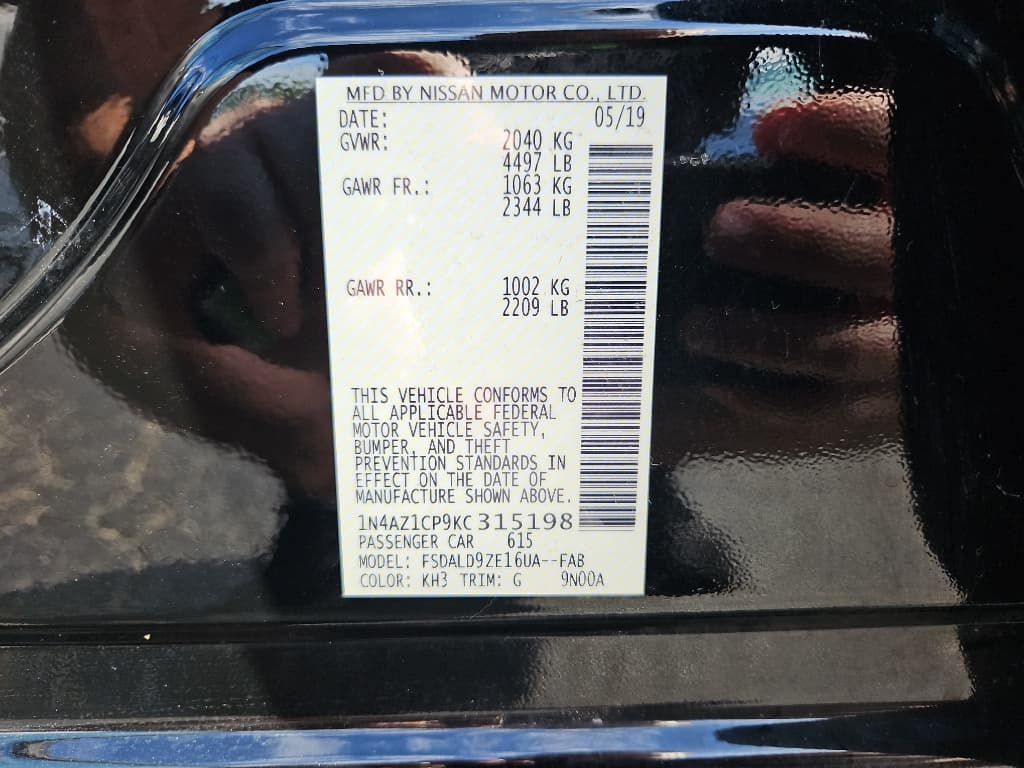 MFD BY NISSAN MOTOR CO., LTD.
DATE: 05/19
GVWR: 2040 KG
4497 LB
GAWR FR.: 1063 KG
2344 LB
GAWR RR.: 1002 KG
2209 LB
THIS VEHICLE CONFORMS TO
ALL APPLICABLE FEDERAL
MOTOR VEHICLE SAFETY,
BUMPER, AND THEFT
PREVENTION STANDARDS IN
EFFECT ON THE DATE OF
MANUFACTURE SHOWN ABOVE.
1N4AZ1CP9KC315198
PASSENGER CAR 615
MODEL: FSDALD9ZE16UA--FAB
COLOR: KH3 TRIM: G 9N00A